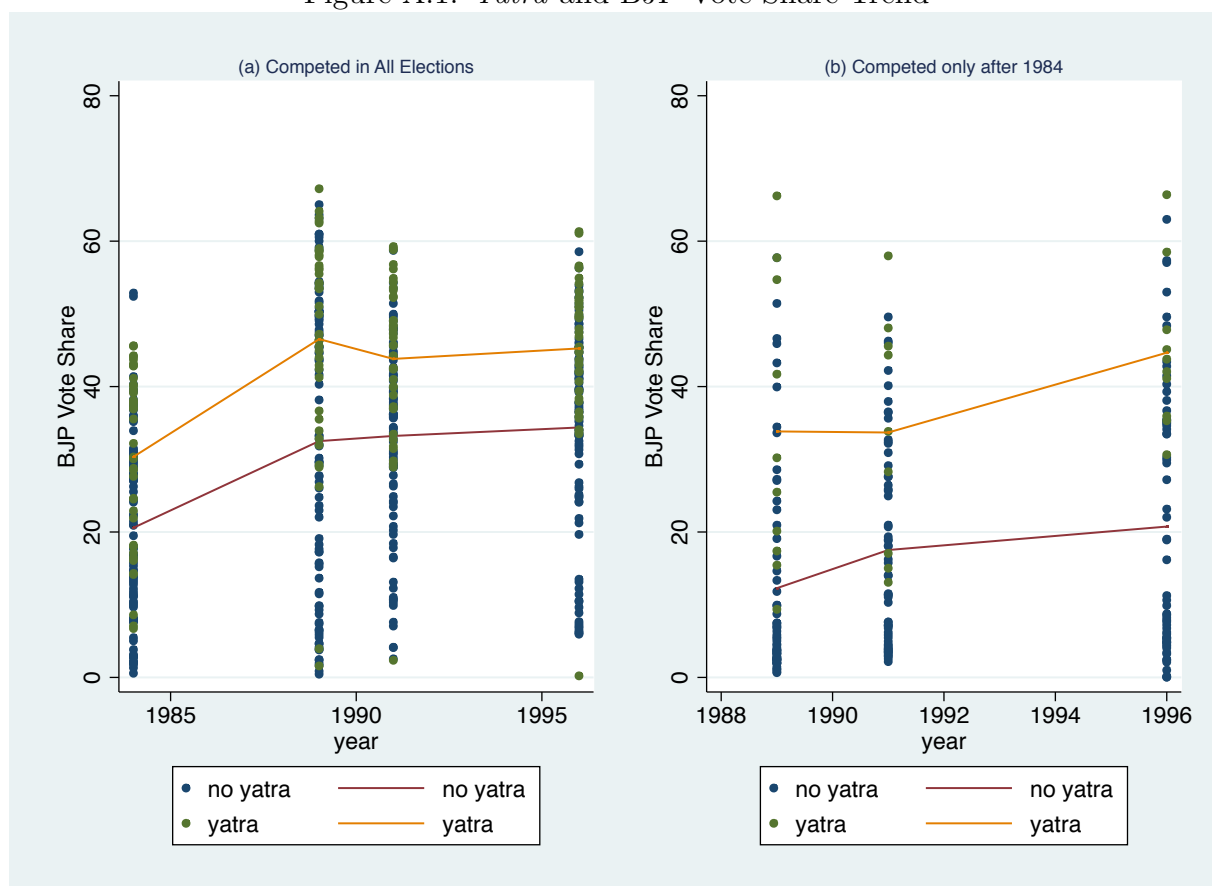 Figure A.1: Yatra and BJP Vote Share Trend
(a) Competed in All Elections
80
60
40
20
0
BJP Vote Share
1985 1990 1995
year
no yatra no yatra
yatra yatra
(b) Competed only after 1984
80
60
40
20
0
BJP Vote Share
1988 1990 1992 1994 1996
year
no yatra no yatra
yatra yatra